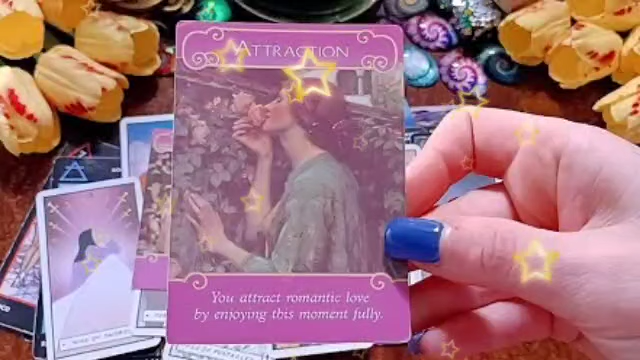 ATTRACTION
You attract romantic love
by enjoying this moment fully.